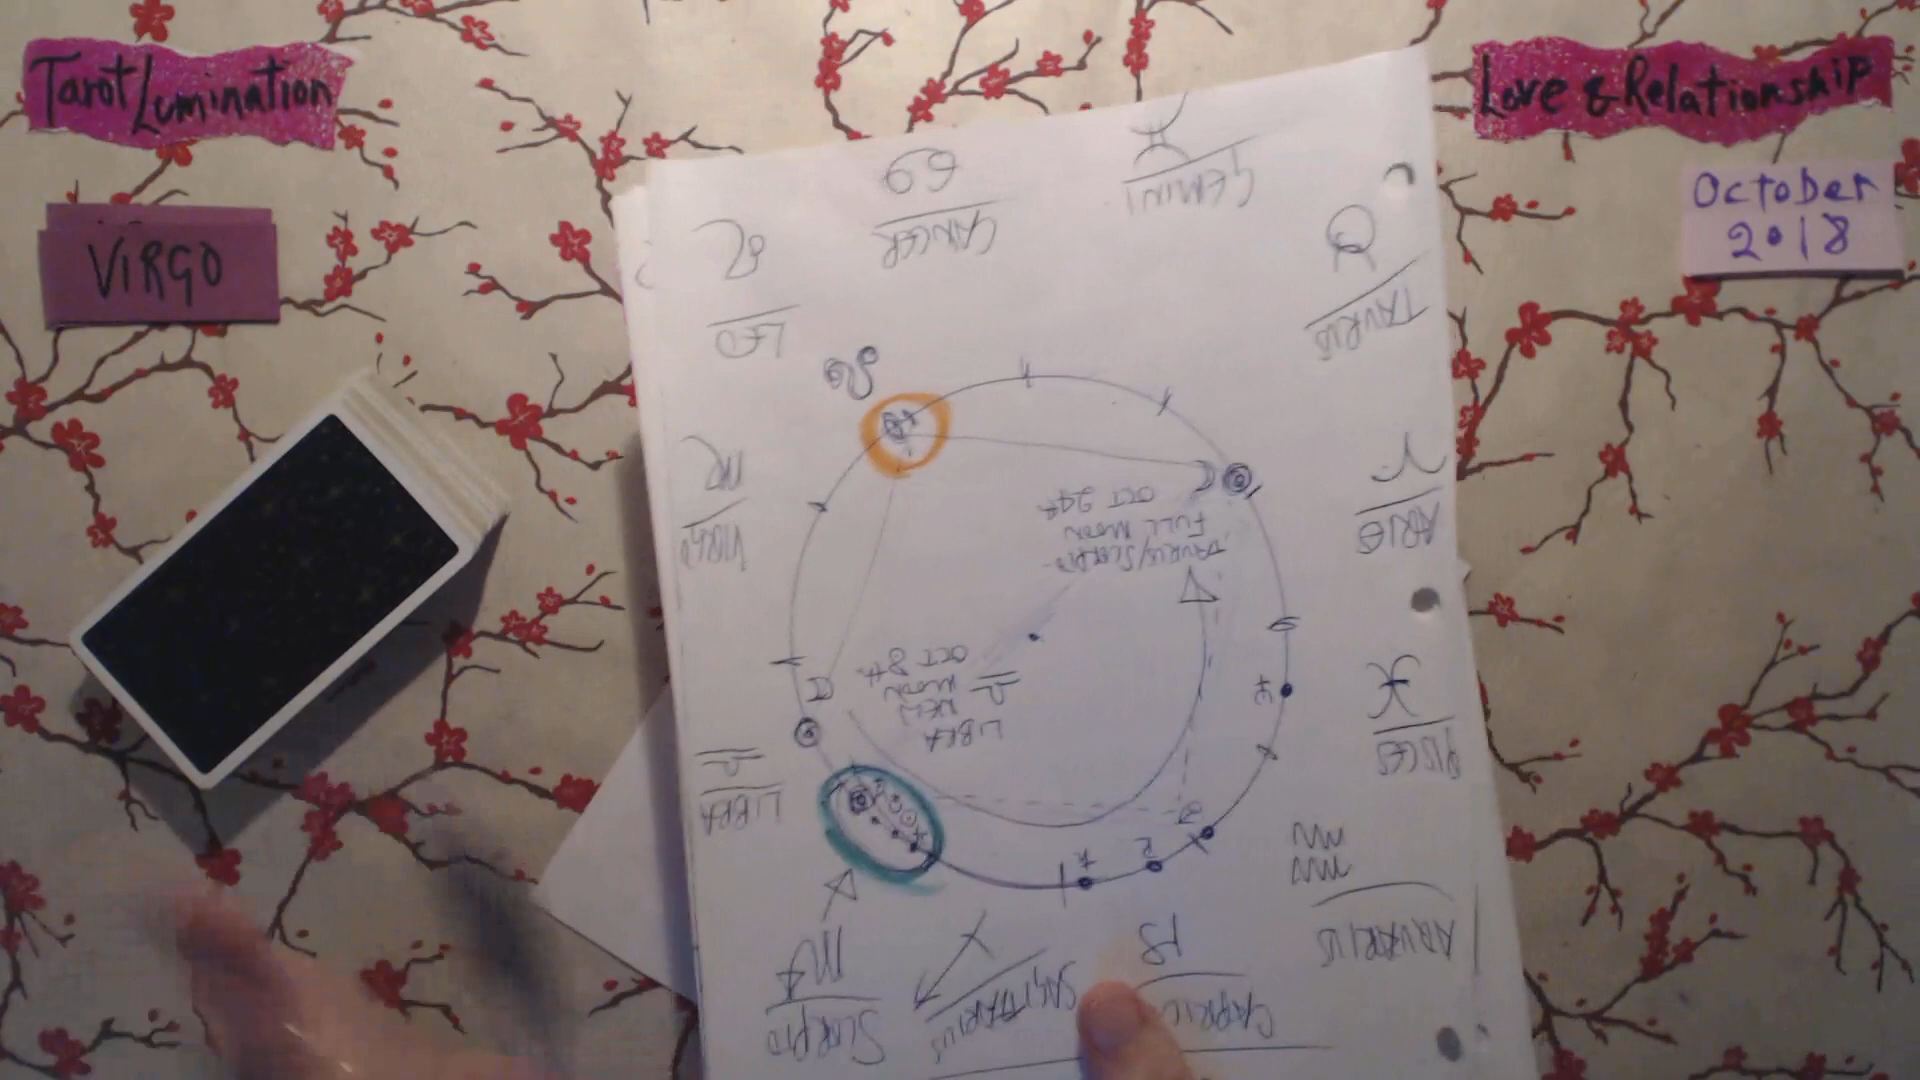 Tarot Lumination
Love & Relationship
VIRGO
October
2018
GEMINI
CANCER
TAURUS
LEO
ARIES
VIRGO
TAURUS/SCORPIO
FULL MOON
OCT 24th
PISCES
LIBRA
NEW
MOON
OCT 8th
LIBRA
AQUARIUS
SCORPIO
SAGITTARIUS